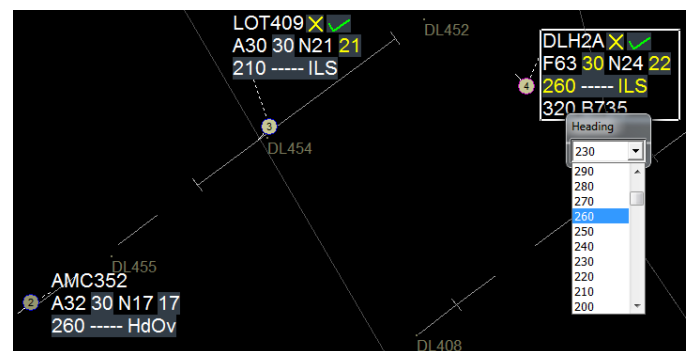 LOT409
A30 30 N21 21
210 ----- ILS
DL452
DLH2A
F63 30 N24 22
260 ----- ILS
320 B735
4
3
DL454
Heading
230
290
280
270
260
250
240
230
220
210
200
DL455
2
AMC352
A32 30 N17 17
260 ----- HdOv
DL408